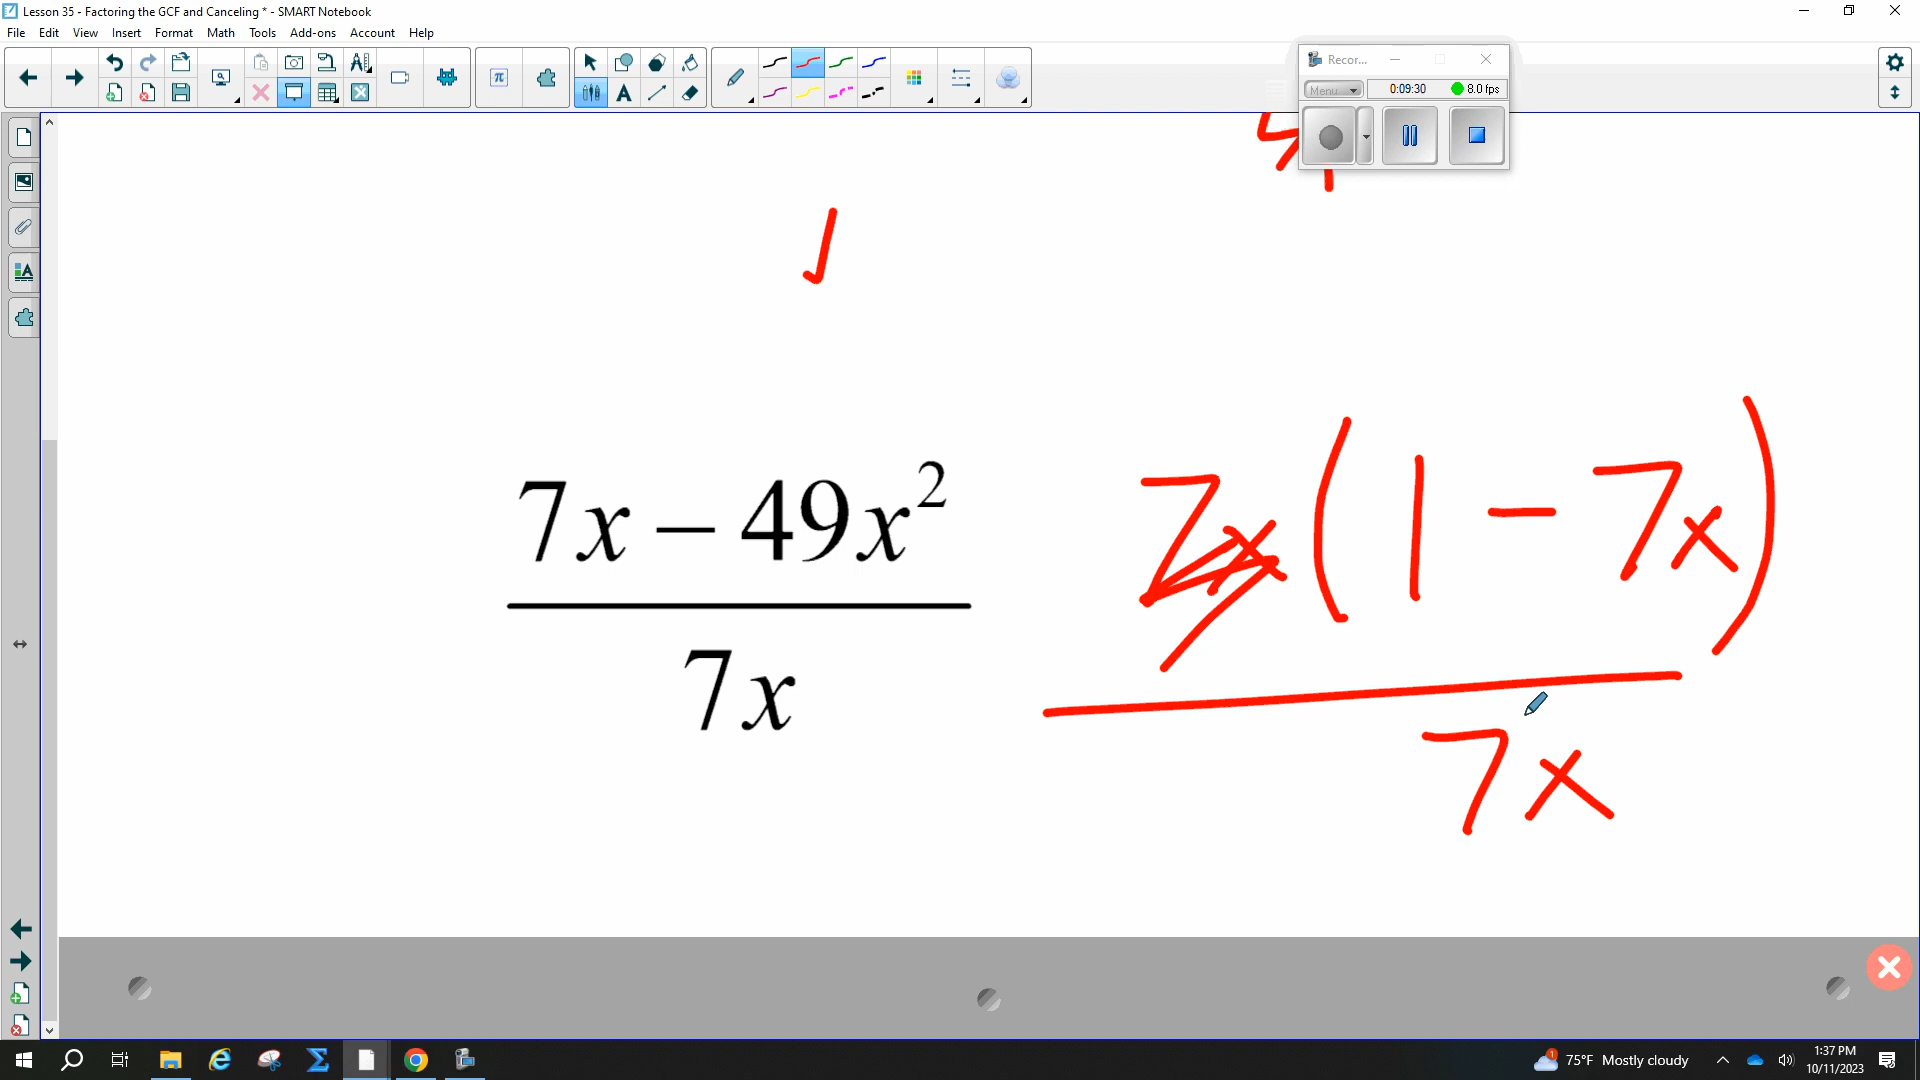 Lesson 35 - Factoring the GCF and Canceling * - SMART Notebook
File Edit View Insert Format Math Tools Add-ons Account Help
Recor...
Menu 0:09:30 8.0 fps
7x − 49x²
7x
7x(1 − 7x)
7x
75°F Mostly cloudy
1:37 PM
10/11/2023